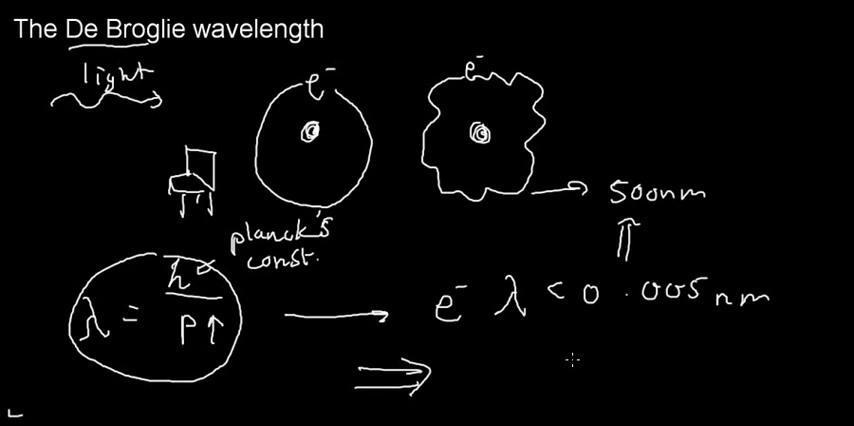 The De Broglie wavelength
light
e⁻
e⁻
500nm
planck's
const.
λ = h / P↑
e⁻ λ < 0.005nm